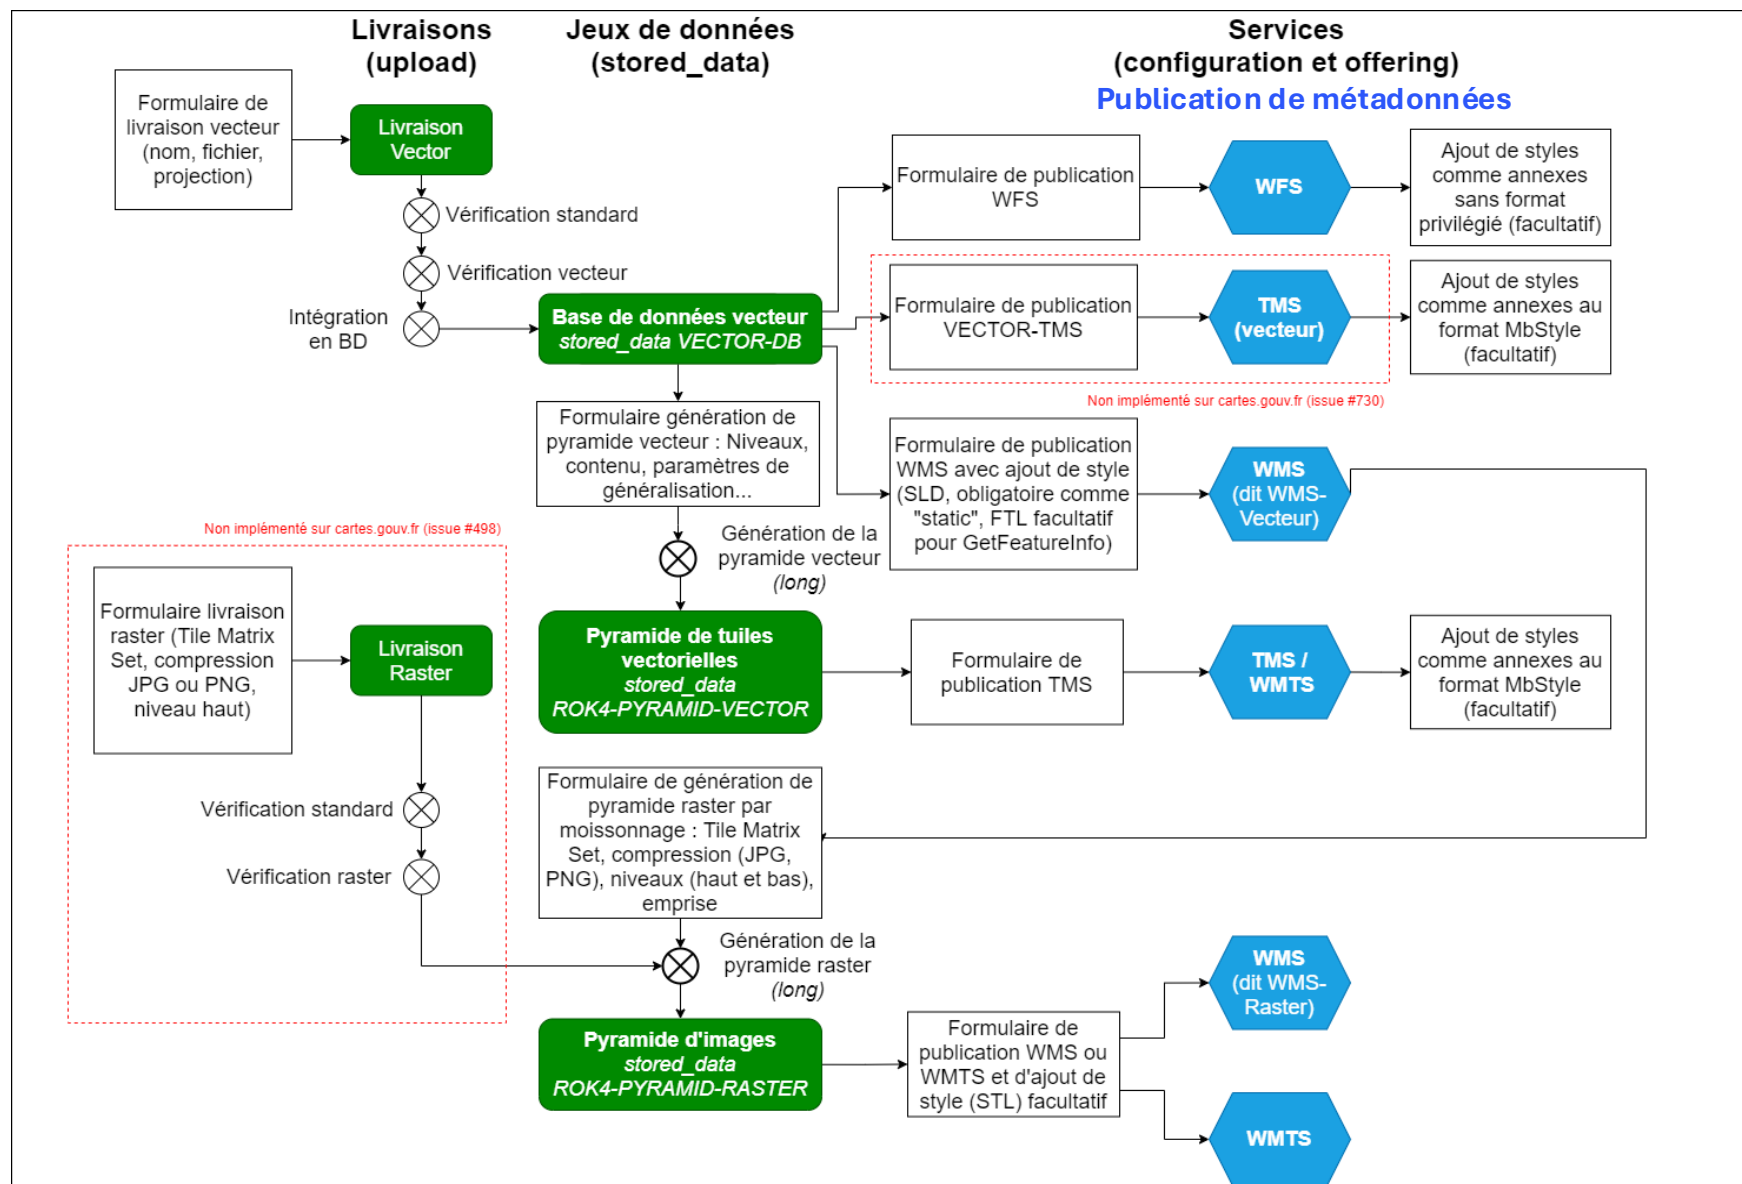 Livraisons
(upload)
Jeux de données
(stored_data)
Services
(configuration et offering)
Publication de métadonnées
Formulaire de
livraison vecteur
(nom, fichier,
projection)
Livraison
Vector
Vérification standard
Vérification vecteur
Intégration
en BD
Base de données vecteur
stored_data VECTOR-DB
Formulaire de publication
WFS
WFS
Ajout de styles
comme annexes
sans format
privilégié (facultatif)
Formulaire de publication
VECTOR-TMS
TMS
(vecteur)
Ajout de styles
comme annexes au
format MbStyle
(facultatif)
Non implémenté sur cartes.gouv.fr (issue #730)
Formulaire génération de
pyramide vecteur : Niveaux,
contenu, paramètres de
généralisation...
Formulaire de publication
WMS avec ajout de style
(SLD, obligatoire comme
"static", FTL facultatif
pour GetFeatureInfo)
WMS
(dit WMS-
Vecteur)
Génération de la
pyramide vecteur
(long)
Non implémenté sur cartes.gouv.fr (issue #498)
Formulaire livraison
raster (Tile Matrix
Set, compression
JPG ou PNG,
niveau haut)
Livraison
Raster
Pyramide de tuiles
vectorielles
stored_data
ROK4-PYRAMID-VECTOR
Formulaire de
publication TMS
TMS /
WMTS
Ajout de styles
comme annexes au
format MbStyle
(facultatif)
Vérification standard
Vérification raster
Formulaire de génération de
pyramide raster par
moissonnage : Tile Matrix
Set, compression (JPG,
PNG), niveaux (haut et bas),
emprise
Génération de la
pyramide raster
(long)
Pyramide d'images
stored_data
ROK4-PYRAMID-RASTER
Formulaire de
publication WMS ou
WMTS et d'ajout de
style (STL) facultatif
WMS
(dit WMS-
Raster)
WMTS